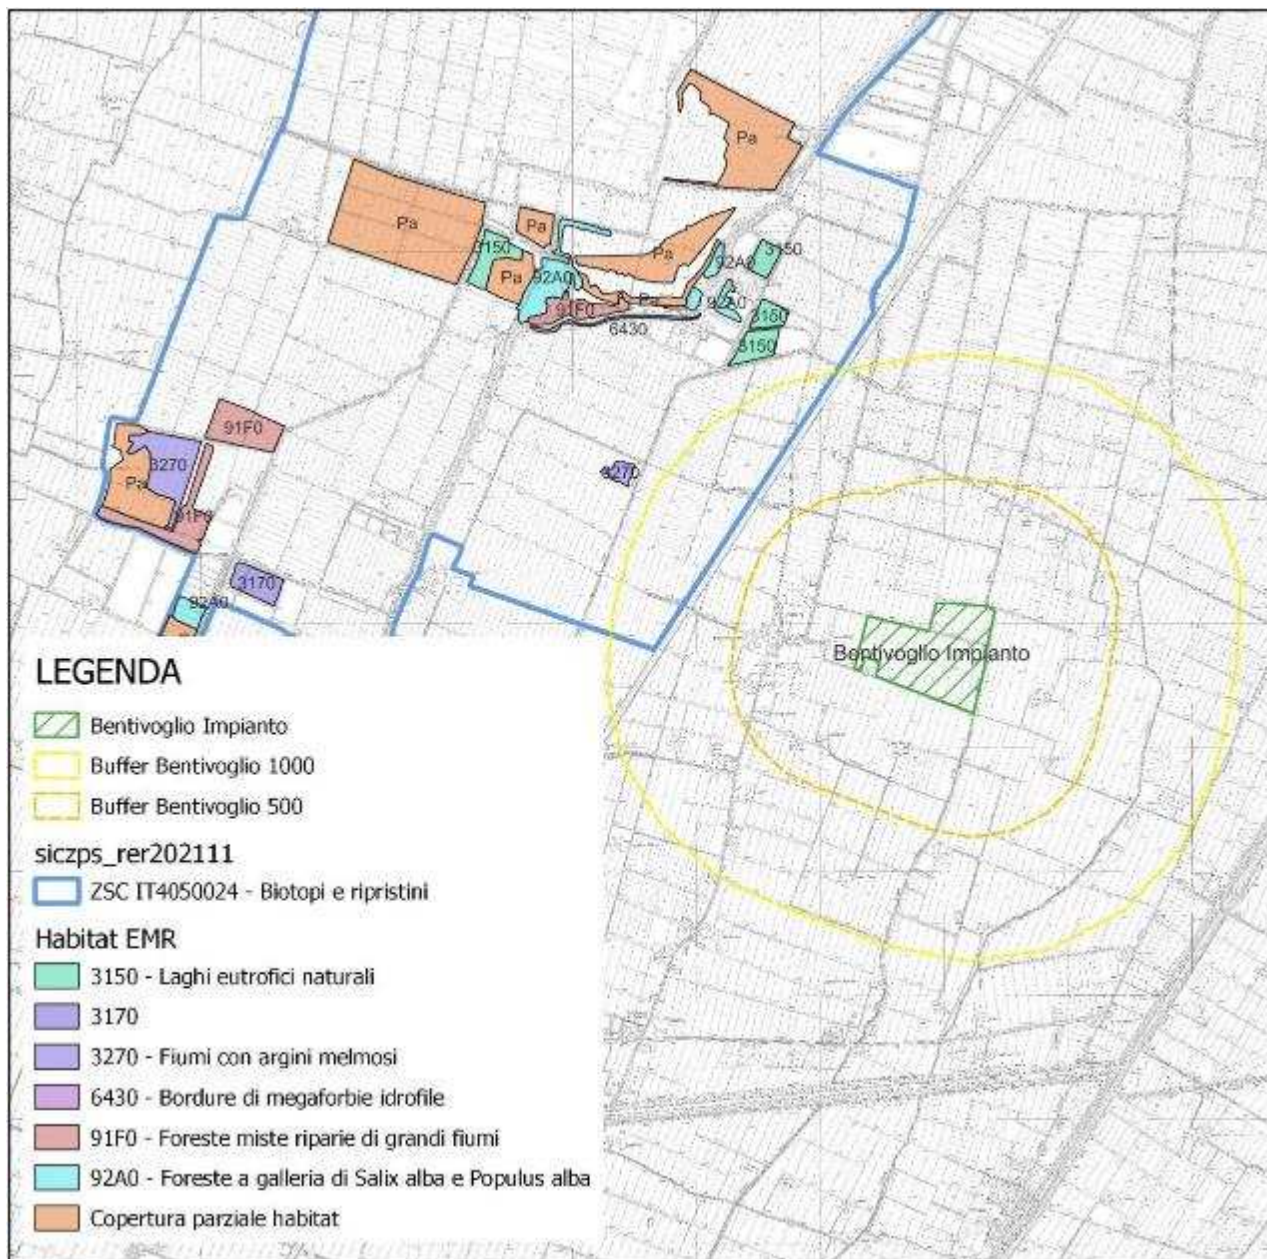 Pa
Pa
Pa
3150
Pa
3150
Pa
92A0
92A0
Pa
92A0
91F0
3150
6430
3150
91F0
3270
3270
Pa
91F0
3170
92A0
Bentivoglio Impianto
LEGENDA
Bentivoglio Impianto
Buffer Bentivoglio 1000
Buffer Bentivoglio 500
siczps_rer202111
ZSC IT4050024 - Biotopi e ripristini
Habitat EMR
3150 - Laghi eutrofici naturali
3170
3270 - Fiumi con argini melmosi
6430 - Bordure di megaforbie idrofile
91F0 - Foreste miste riparie di grandi fiumi
92A0 - Foreste a galleria di Salix alba e Populus alba
Copertura parziale habitat